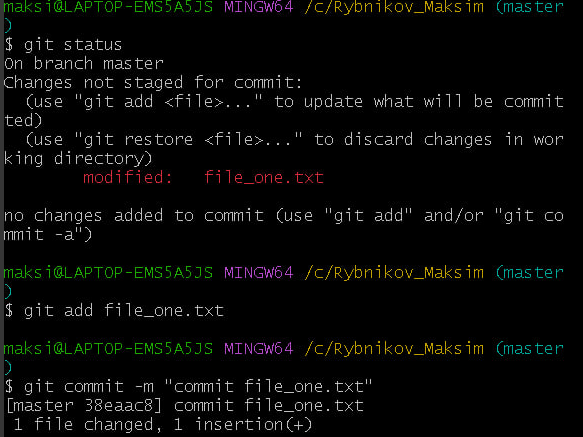 maksi@LAPTOP-EMS5A5JS MINGW64 /c/Rybnikov_Maksim (master
)
$ git status
On branch master
Changes not staged for commit:
  (use "git add <file>..." to update what will be commit
ted)
  (use "git restore <file>..." to discard changes in wor
king directory)
        modified:   file_one.txt

no changes added to commit (use "git add" and/or "git co
mmit -a")

maksi@LAPTOP-EMS5A5JS MINGW64 /c/Rybnikov_Maksim (master
)
$ git add file_one.txt

maksi@LAPTOP-EMS5A5JS MINGW64 /c/Rybnikov_Maksim (master
)
$ git commit -m "commit file_one.txt"
[master 38eaac8] commit file_one.txt
 1 file changed, 1 insertion(+)